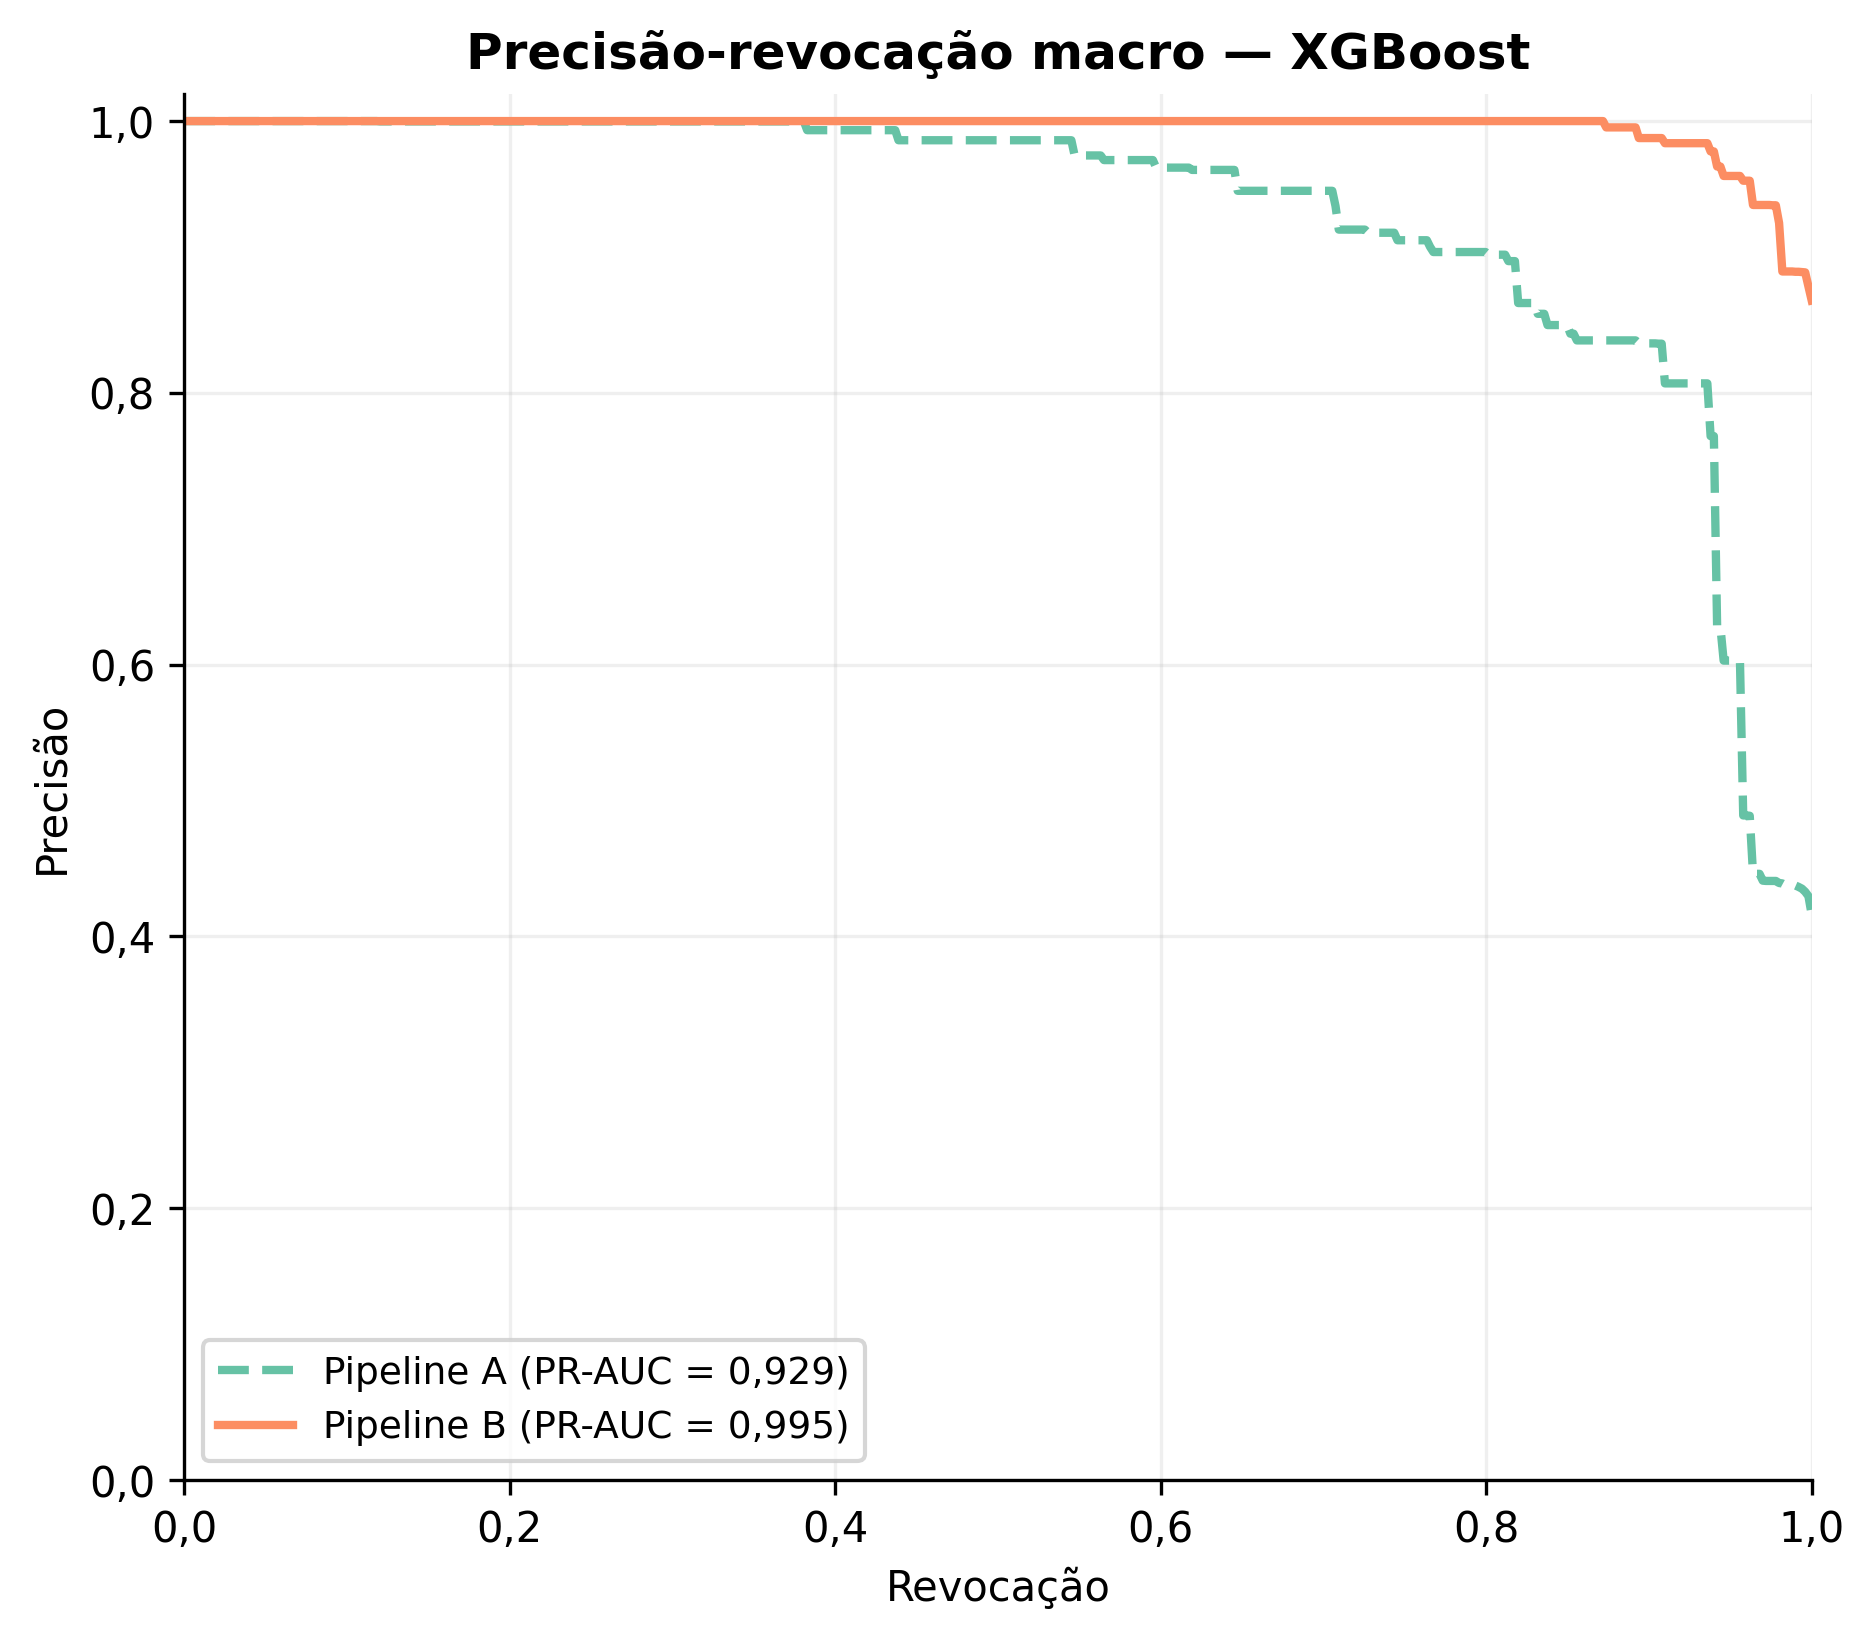 Precisão-revocação macro — XGBoost
1,0
0,8
0,6
0,4
0,2
0,0
Precisão
Pipeline A (PR-AUC = 0,929)
Pipeline B (PR-AUC = 0,995)
0,0 0,2 0,4 0,6 0,8 1,0
Revocação